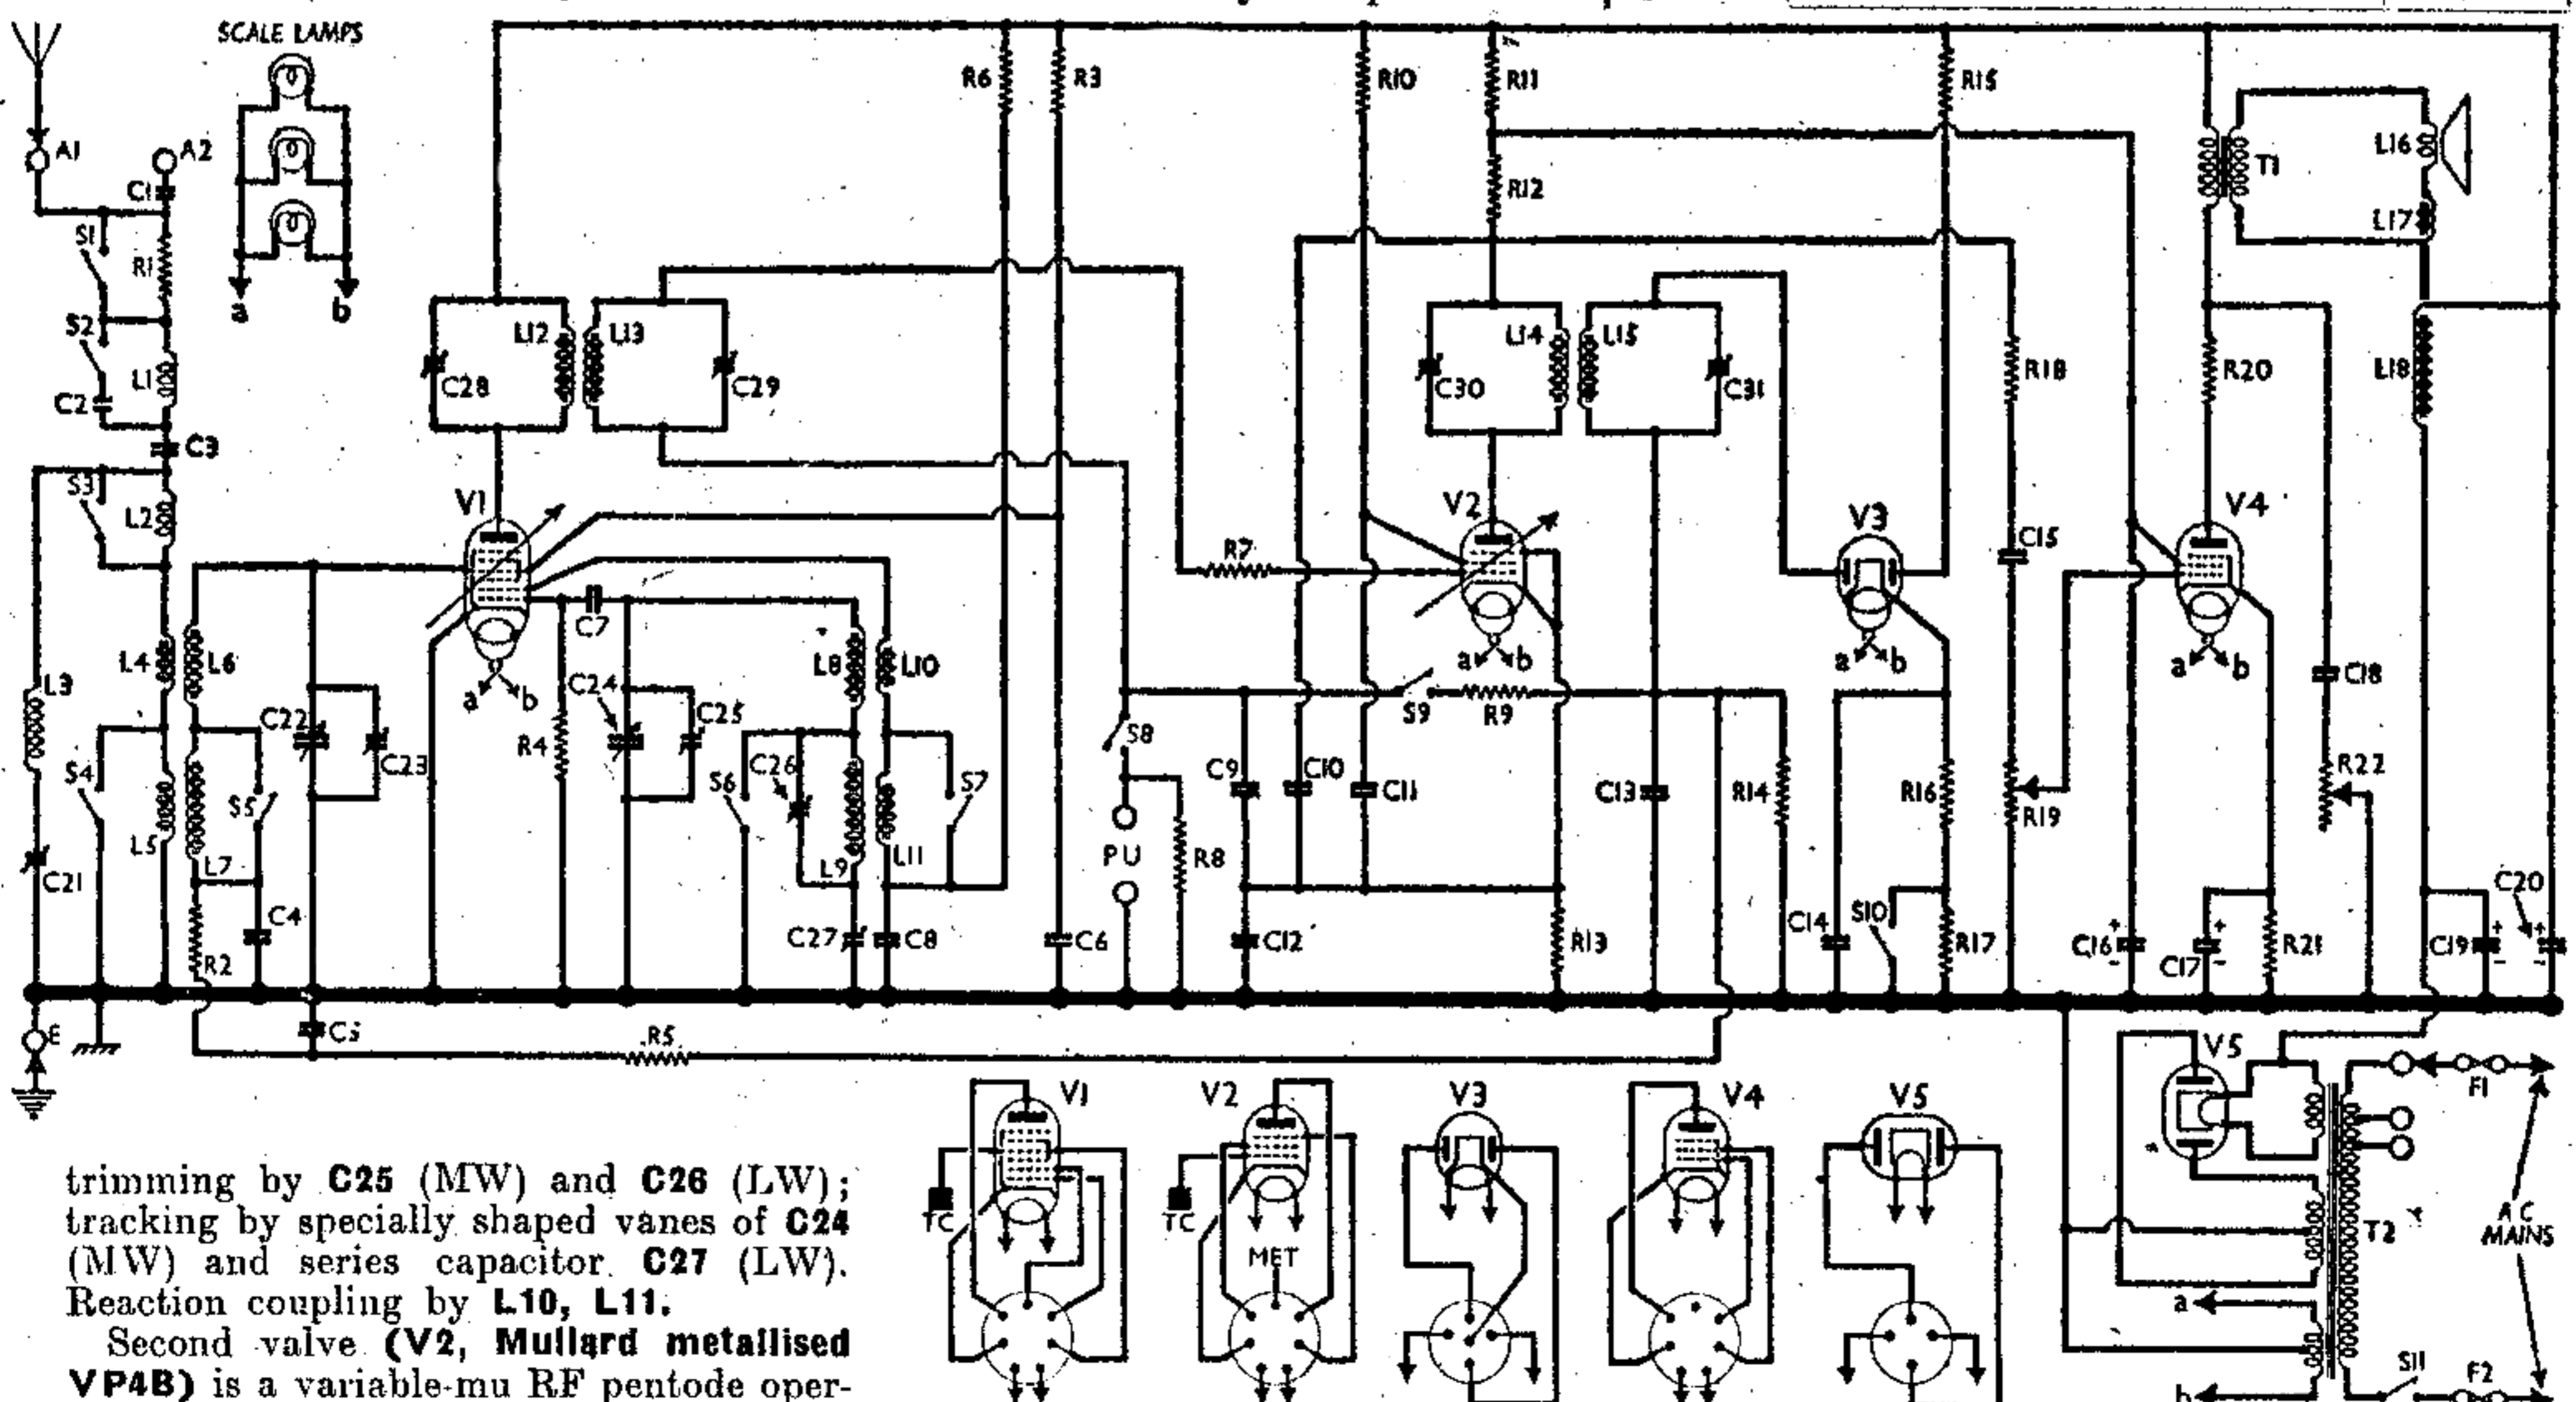 SCALE LAMPS
a b
A1
A2
C1
S1
R1
S2
L1
C2
C3
S3
L2
L4
L6
L3
C22
C23
S4
S5
L5
L7
C21
C4
R2
E
C5
R5
V1
a b
L12
L13
C28
C29
R6
R3
C7
C24
C25
R4
L8
L10
S6
C26
S7
L9
L11
C27
C8
C6
S8
PU
R8
R7
R10
R11
R12
L14
L15
C30
C31
V2
a b
S9
R9
C9
C10
C11
C12
R13
C13
R14
R15
V3
a b
R18
C15
R16
R19
C14
S10
R17
V4
a b
T1
L16
L17
R20
L18
C18
R22
C16
+
-
C17
+
-
R21
C19
+
-
C20
+
-
V1
V2
V3
V4
V5
TC
TC
MET
V5
F1
T2
A C
MAINS
a
b
S11
F2
trimming by C25 (MW) and C26 (LW);
tracking by specially shaped vanes of C24
(MW) and series capacitor C27 (LW).
Reaction coupling by L10, L11.
Second valve (V2, Mullard metallised
VP4B) is a variable-mu RF pentode oper-